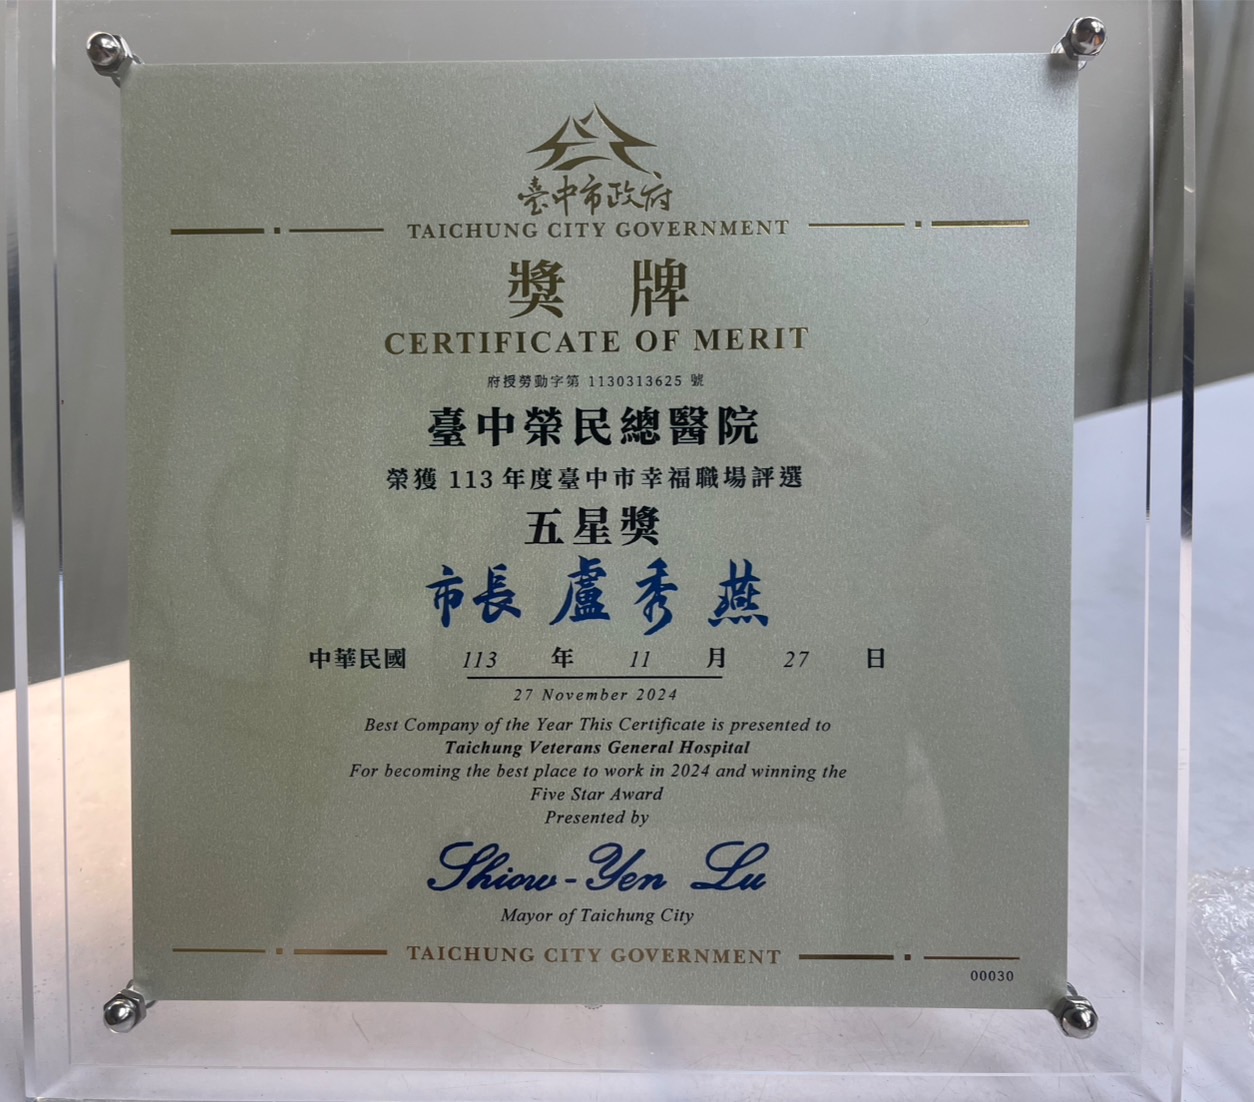 臺中市政府
TAICHUNG CITY GOVERNMENT
獎 牌
CERTIFICATE OF MERIT
府授勞動字第 1130313625 號
臺中榮民總醫院
榮獲 113 年度臺中市幸福職場評選
五星獎
市長 盧秀燕
中華民國 113 年 11 月 27 日
27 November 2024
Best Company of the Year This Certificate is presented to
Taichung Veterans General Hospital
For becoming the best place to work in 2024 and winning the
Five Star Award
Presented by
Shiow-Yen Lu
Mayor of Taichung City
TAICHUNG CITY GOVERNMENT
00030